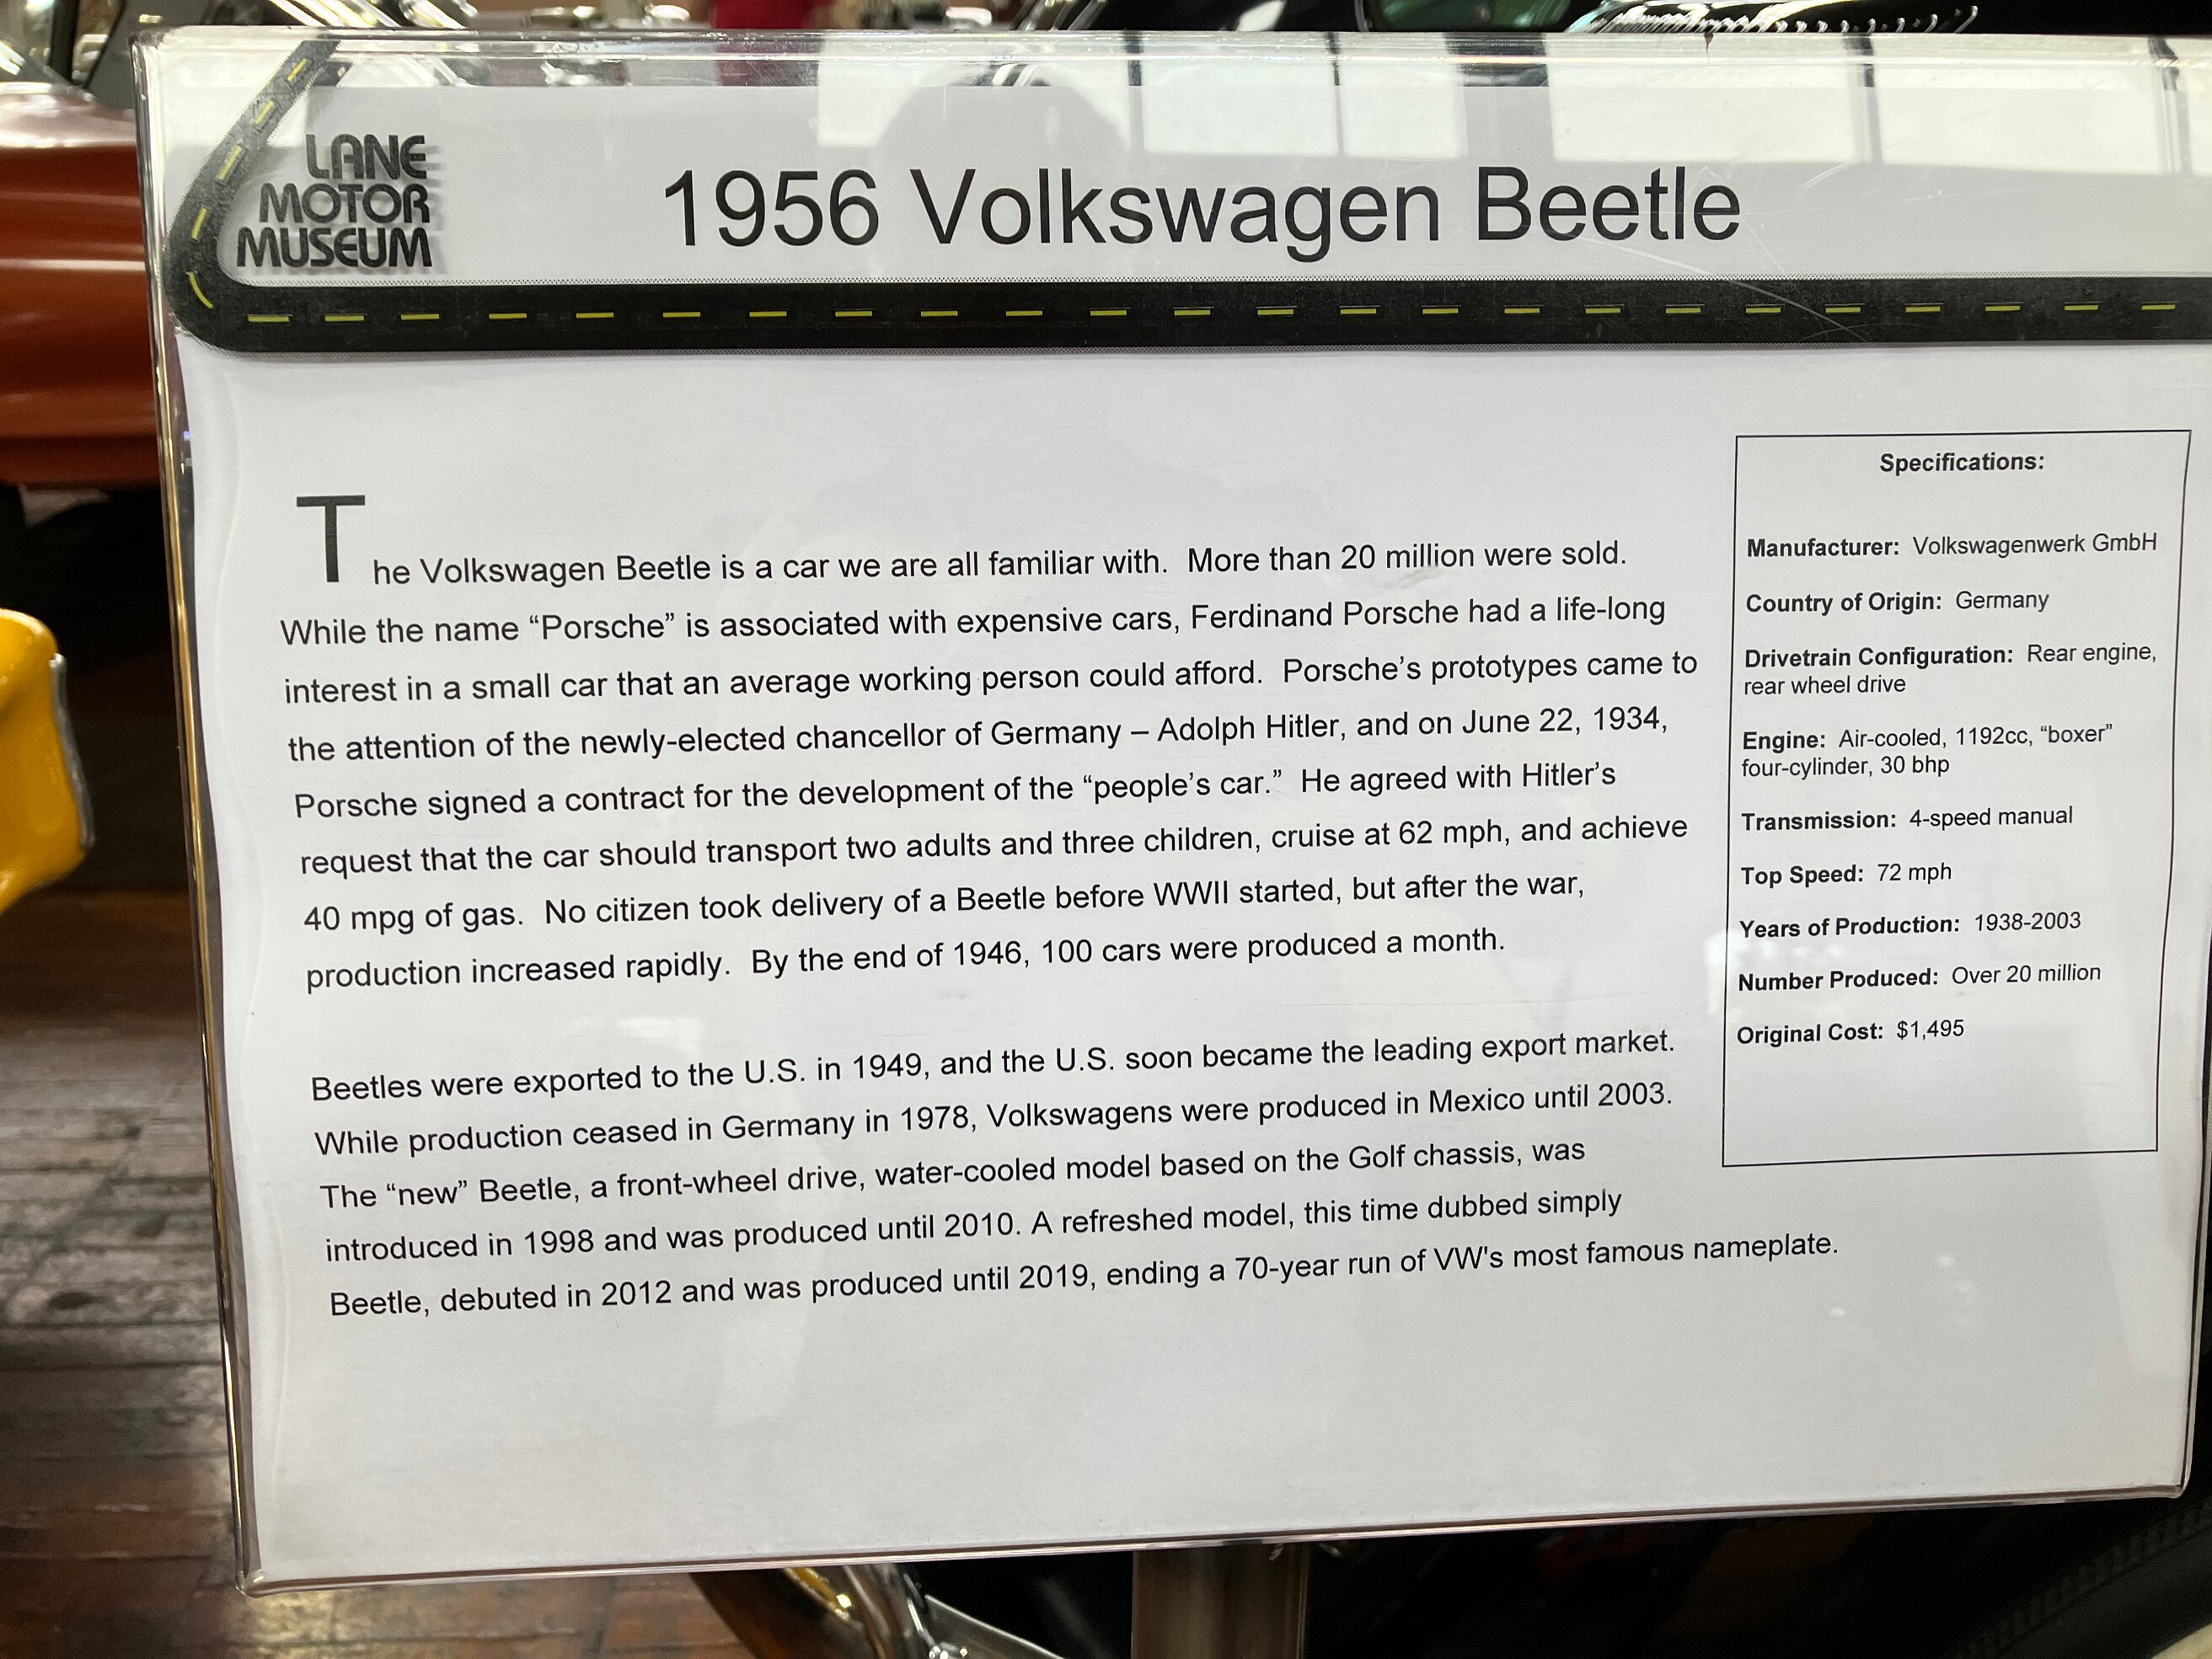 LANE
MOTOR
MUSEUM
1956 Volkswagen Beetle
The Volkswagen Beetle is a car we are all familiar with.  More than 20 million were sold.
While the name “Porsche” is associated with expensive cars, Ferdinand Porsche had a life-long
interest in a small car that an average working person could afford.  Porsche’s prototypes came to
the attention of the newly-elected chancellor of Germany – Adolph Hitler, and on June 22, 1934,
Porsche signed a contract for the development of the “people’s car.”  He agreed with Hitler’s
request that the car should transport two adults and three children, cruise at 62 mph, and achieve
40 mpg of gas.  No citizen took delivery of a Beetle before WWII started, but after the war,
production increased rapidly.  By the end of 1946, 100 cars were produced a month.
Beetles were exported to the U.S. in 1949, and the U.S. soon became the leading export market.
While production ceased in Germany in 1978, Volkswagens were produced in Mexico until 2003.
The “new” Beetle, a front-wheel drive, water-cooled model based on the Golf chassis, was
introduced in 1998 and was produced until 2010. A refreshed model, this time dubbed simply
Beetle, debuted in 2012 and was produced until 2019, ending a 70-year run of VW's most famous nameplate.
Specifications:
Manufacturer:  Volkswagenwerk GmbH
Country of Origin:  Germany
Drivetrain Configuration:  Rear engine,
rear wheel drive
Engine:  Air-cooled, 1192cc, “boxer”
four-cylinder, 30 bhp
Transmission:  4-speed manual
Top Speed:  72 mph
Years of Production:  1938-2003
Number Produced:  Over 20 million
Original Cost:  $1,495